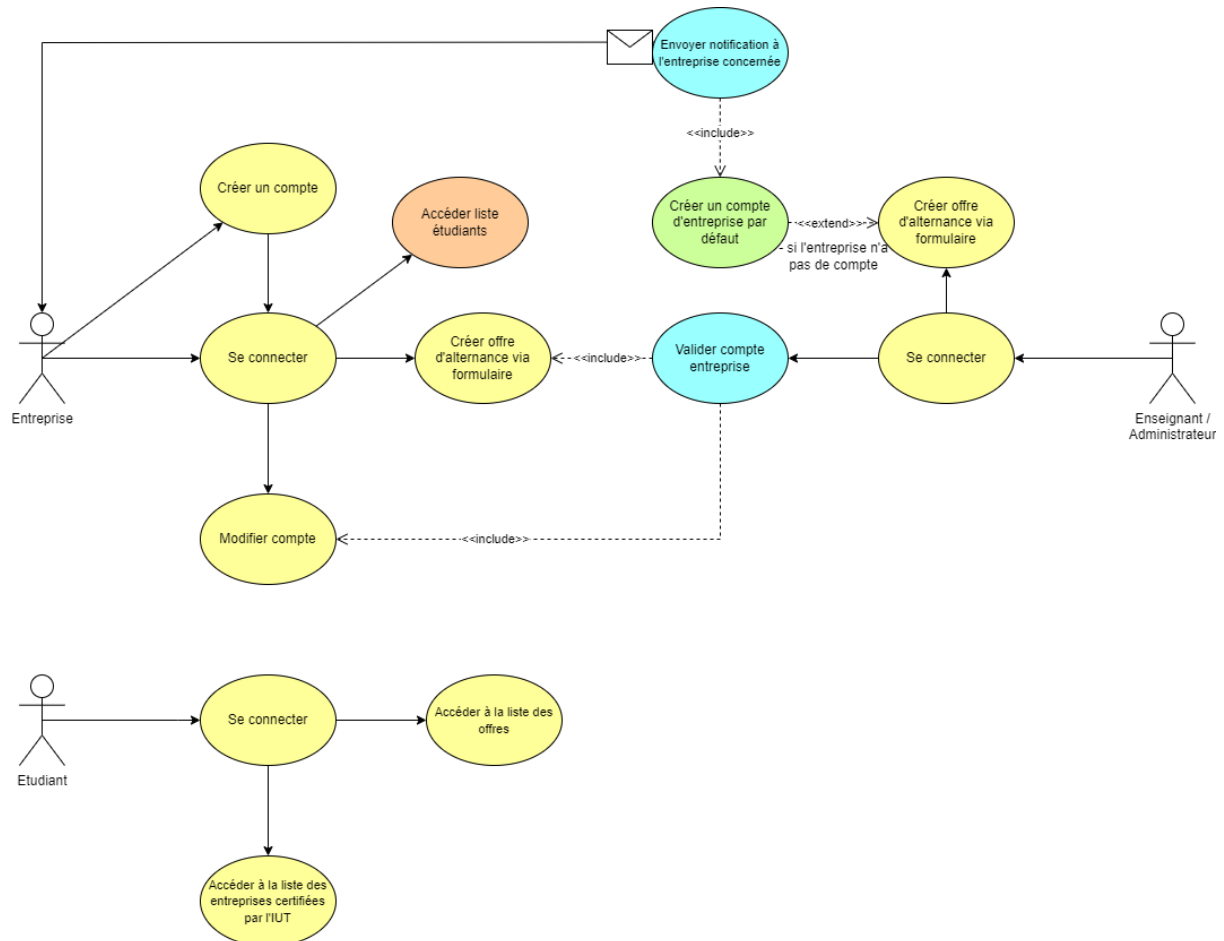 Envoyer notification à
l'entreprise concernée
<<include>>
Créer un compte
Accéder liste
étudiants
Créer un compte
d'entreprise par
défaut
<<extend>>
- si l'entreprise n'a
pas de compte
Créer offre
d'alternance via
formulaire
Se connecter
Créer offre
d'alternance via
formulaire
<<include>>
Valider compte
entreprise
Se connecter
Entreprise
Enseignant /
Administrateur
Modifier compte
<<include>>
Se connecter
Accéder à la liste des
offres
Etudiant
Accéder à la liste des
entreprises certifiées
par l'IUT